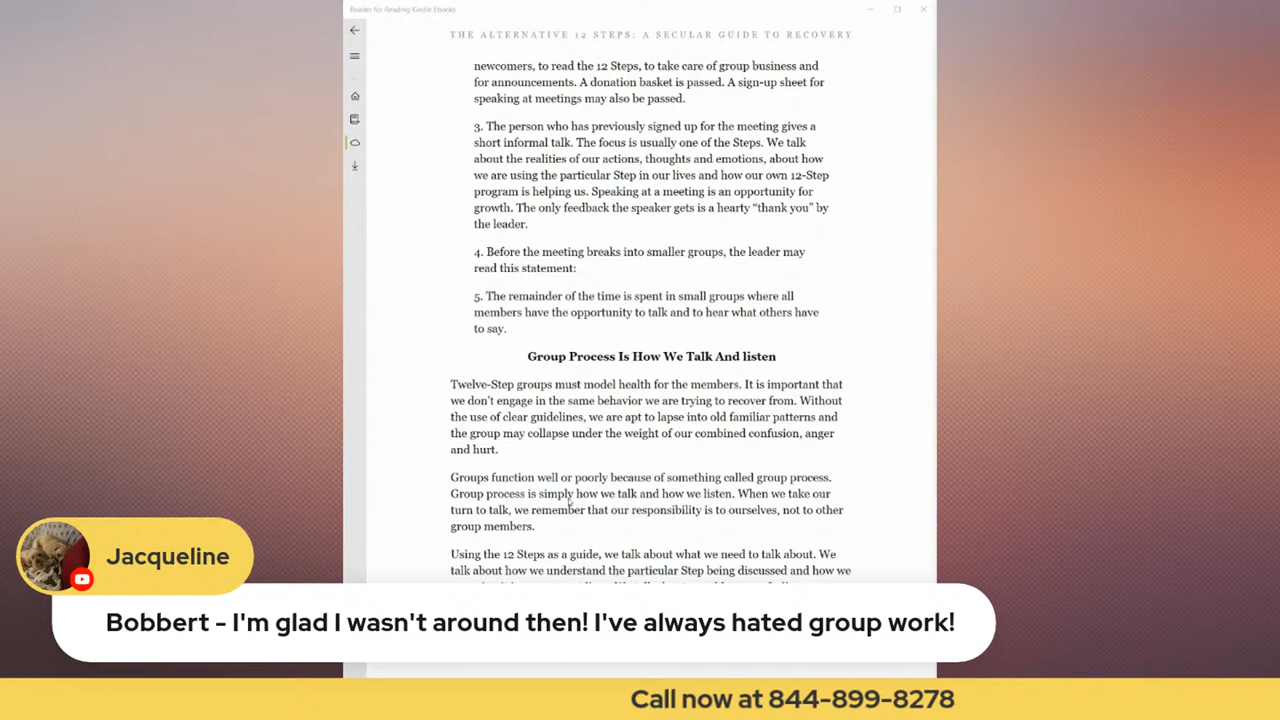 Reader for Reading Kindle Ebooks
THE ALTERNATIVE 12 STEPS: A SECULAR GUIDE TO RECOVERY
newcomers, to read the 12 Steps, to take care of group business and
for announcements. A donation basket is passed. A sign-up sheet for
speaking at meetings may also be passed.
3. The person who has previously signed up for the meeting gives a
short informal talk. The focus is usually one of the Steps. We talk
about the realities of our actions, thoughts and emotions, about how
we are using the particular Step in our lives and how our own 12-Step
program is helping us. Speaking at a meeting is an opportunity for
growth. The only feedback the speaker gets is a hearty “thank you” by
the leader.
4. Before the meeting breaks into smaller groups, the leader may
read this statement:
5. The remainder of the time is spent in small groups where all
members have the opportunity to talk and to hear what others have
to say.
Group Process Is How We Talk And listen
Twelve-Step groups must model health for the members. It is important that
we don't engage in the same behavior we are trying to recover from. Without
the use of clear guidelines, we are apt to lapse into old familiar patterns and
the group may collapse under the weight of our combined confusion, anger
and hurt.
Groups function well or poorly because of something called group process.
Group process is simply how we talk and how we listen. When we take our
turn to talk, we remember that our responsibility is to ourselves, not to other
group members.
Using the 12 Steps as a guide, we talk about what we need to talk about. We
talk about how we understand the particular Step being discussed and how we
Jacqueline
Bobbert - I'm glad I wasn't around then! I've always hated group work!
Call now at 844-899-8278